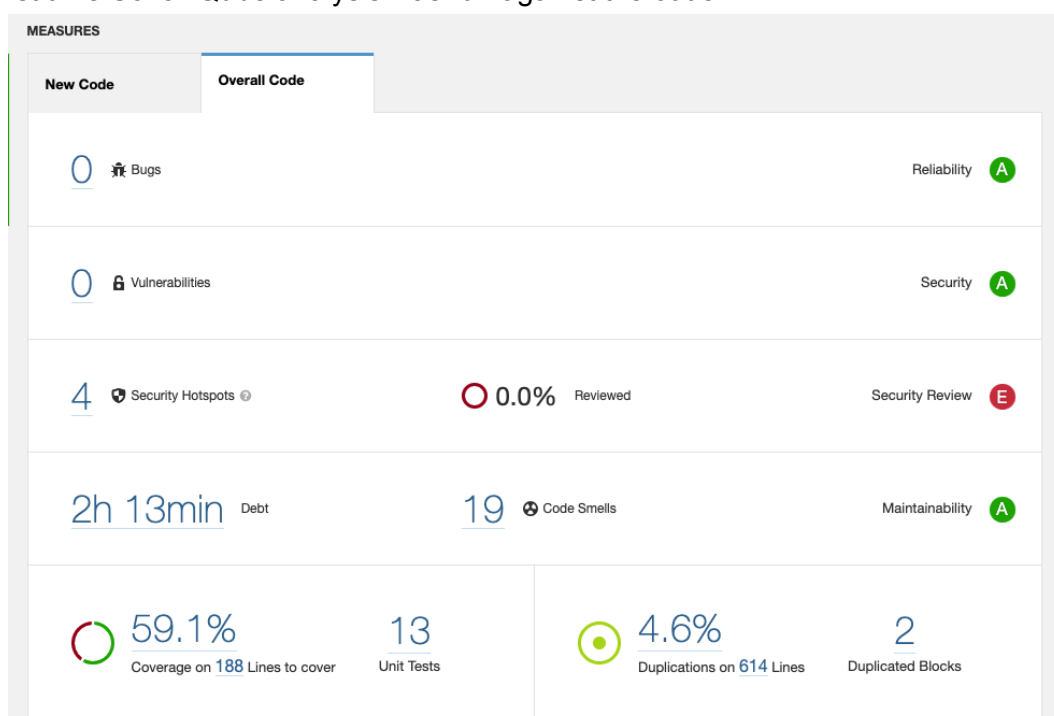 MEASURES
New Code
Overall Code
0 Bugs
Reliability A
0 Vulnerabilities
Security A
4 Security Hotspots ?
0.0% Reviewed
Security Review E
2h 13min Debt
19 Code Smells
Maintainability A
59.1%
Coverage on 188 Lines to cover
13
Unit Tests
4.6%
Duplications on 614 Lines
2
Duplicated Blocks